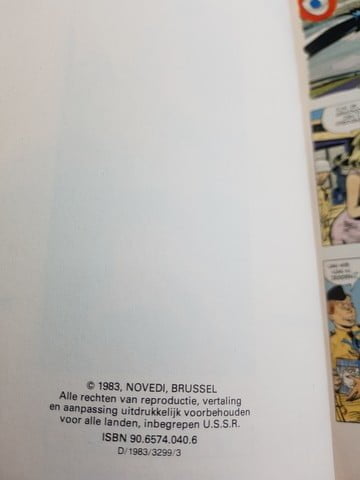 © 1983, NOVEDI, BRUSSEL
Alle rechten van reproductie, vertaling
en aanpassing uitdrukkelijk voorbehouden
voor alle landen, inbegrepen U.S.S.R.
ISBN 90.6574.040.6
D/1983/3299/3